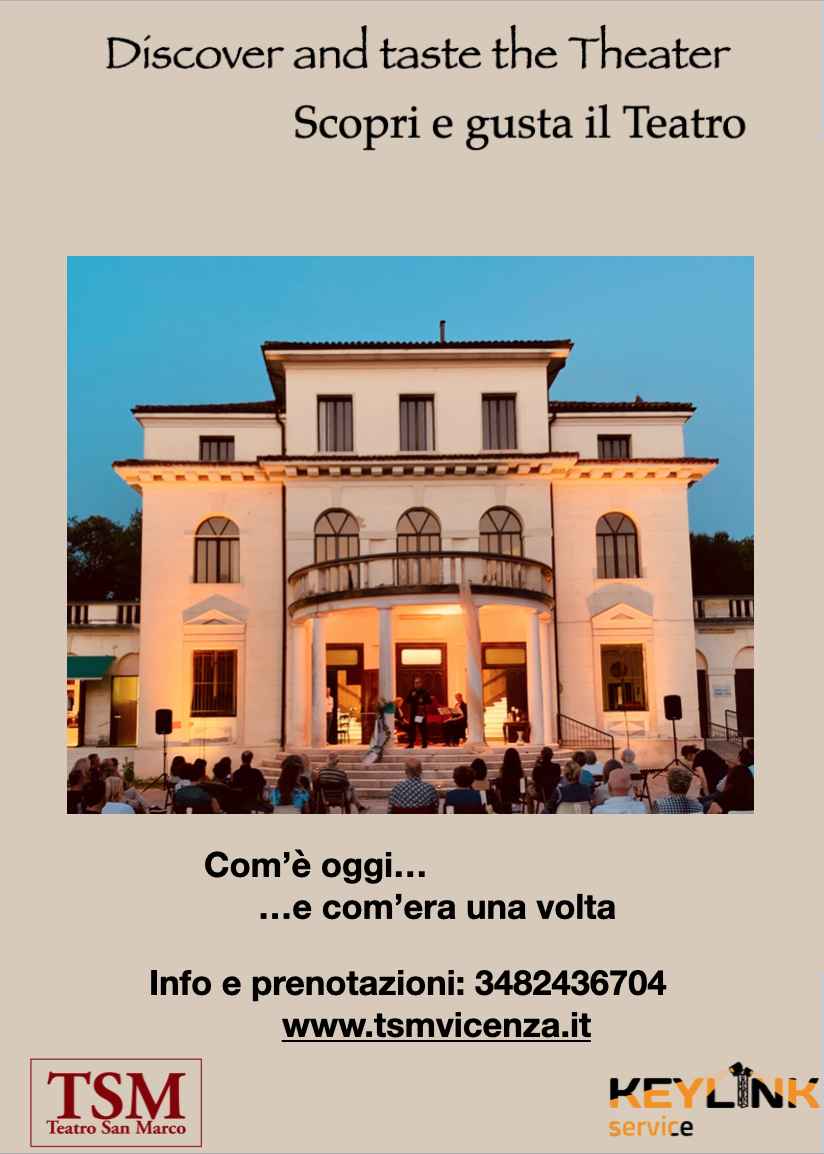 Discover and taste the Theater
Scopri e gusta il Teatro
Com’è oggi…
…e com’era una volta
Info e prenotazioni: 3482436704
www.tsmvicenza.it
TSM
Teatro San Marco
KEYLINK
service